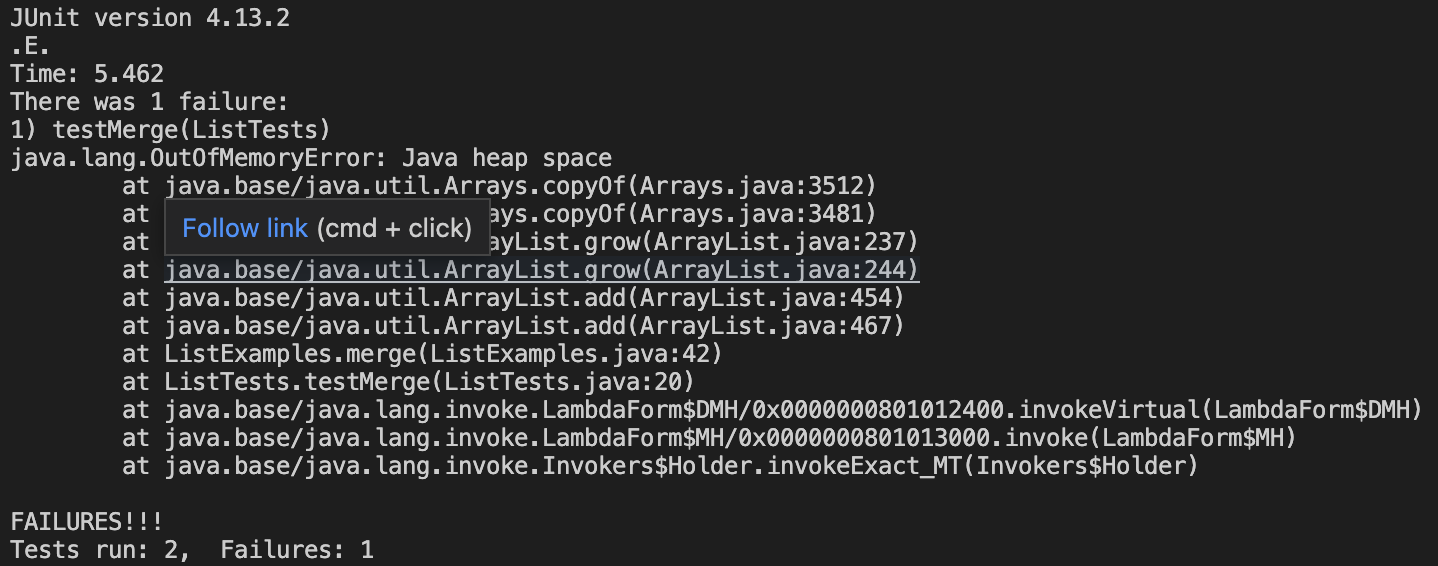 JUnit version 4.13.2
.E.
Time: 5.462
There was 1 failure:
1) testMerge(ListTests)
java.lang.OutOfMemoryError: Java heap space
        at java.base/java.util.Arrays.copyOf(Arrays.java:3512)
        at ays.copyOf(Arrays.java:3481)
Follow link (cmd + click)
        at ayList.grow(ArrayList.java:237)
        at java.base/java.util.ArrayList.grow(ArrayList.java:244)
        at java.base/java.util.ArrayList.add(ArrayList.java:454)
        at java.base/java.util.ArrayList.add(ArrayList.java:467)
        at ListExamples.merge(ListExamples.java:42)
        at ListTests.testMerge(ListTests.java:20)
        at java.base/java.lang.invoke.LambdaForm$DMH/0x0000000801012400.invokeVirtual(LambdaForm$DMH)
        at java.base/java.lang.invoke.LambdaForm$MH/0x0000000801013000.invoke(LambdaForm$MH)
        at java.base/java.lang.invoke.Invokers$Holder.invokeExact_MT(Invokers$Holder)
FAILURES!!!
Tests run: 2,  Failures: 1